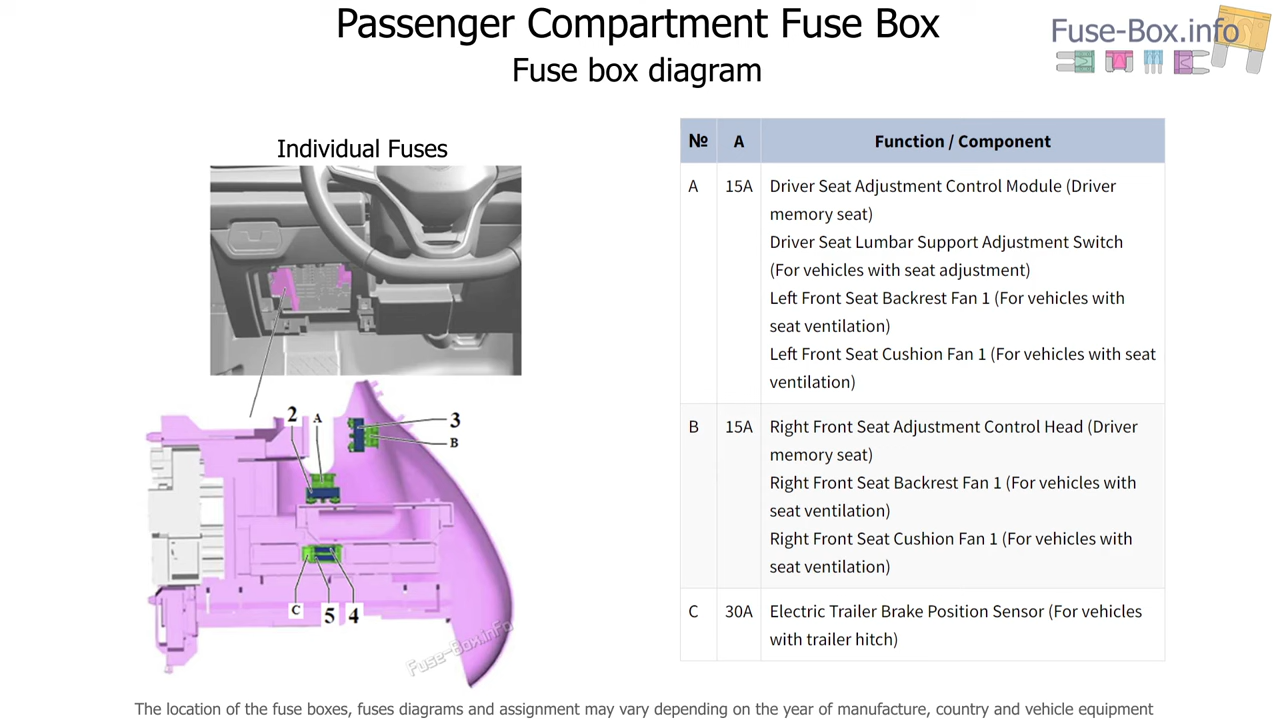 Passenger Compartment Fuse Box
Fuse box diagram
Fuse-Box.info
Individual Fuses
2
A
3
B
C
5
4
Fuse-Box.info
№ A Function / Component
A 15A Driver Seat Adjustment Control Module (Driver
memory seat)
Driver Seat Lumbar Support Adjustment Switch
(For vehicles with seat adjustment)
Left Front Seat Backrest Fan 1 (For vehicles with
seat ventilation)
Left Front Seat Cushion Fan 1 (For vehicles with seat
ventilation)
B 15A Right Front Seat Adjustment Control Head (Driver
memory seat)
Right Front Seat Backrest Fan 1 (For vehicles with
seat ventilation)
Right Front Seat Cushion Fan 1 (For vehicles with
seat ventilation)
C 30A Electric Trailer Brake Position Sensor (For vehicles
with trailer hitch)
The location of the fuse boxes, fuses diagrams and assignment may vary depending on the year of manufacture, country and vehicle equipment